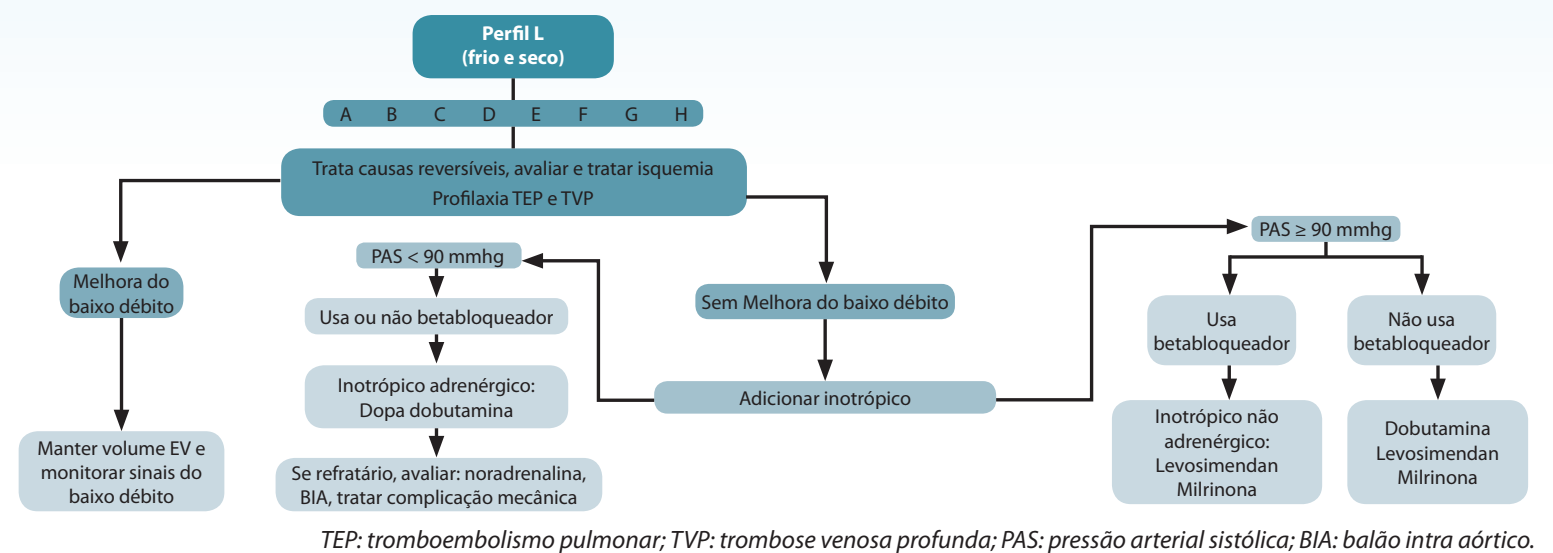 Perfil L
(frio e seco)
A B C D E F G H
Trata causas reversíveis, avaliar e tratar isquemia
Profilaxia TEP e TVP
Melhora do
baixo débito
Manter volume EV e
monitorar sinais do
baixo débito
PAS < 90 mmhg
Usa ou não betabloqueador
Inotrópico adrenérgico:
Dopa dobutamina
Se refratário, avaliar: noradrenalina,
BIA, tratar complicação mecânica
Sem Melhora do baixo débito
Adicionar inotrópico
PAS ≥ 90 mmhg
Usa
betabloqueador
Inotrópico não
adrenérgico:
Levosimendan
Milrinona
Não usa
betabloqueador
Dobutamina
Levosimendan
Milrinona
TEP: tromboembolismo pulmonar; TVP: trombose venosa profunda; PAS: pressão arterial sistólica; BIA: balão intra aórtico.